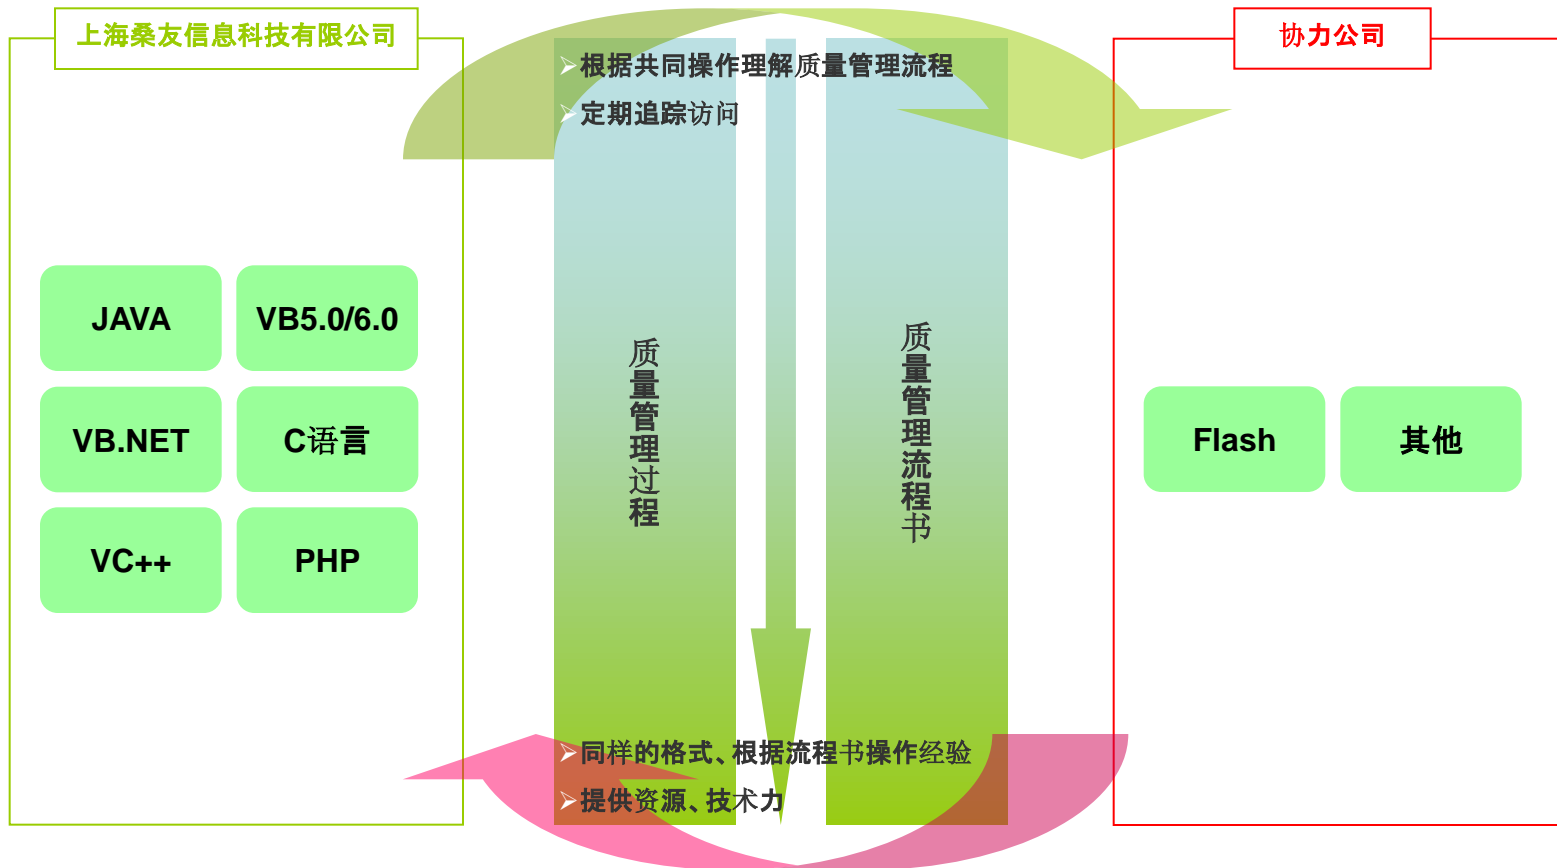 上海桑友信息科技有限公司
协力公司
➢根据共同操作理解质量管理流程
➢定期追踪访问
JAVA
VB5.0/6.0
VB.NET
C语言
VC++
PHP
质量管理过程
质量管理流程书
Flash
其他
➢同样的格式、根据流程书操作经验
➢提供资源、技术力